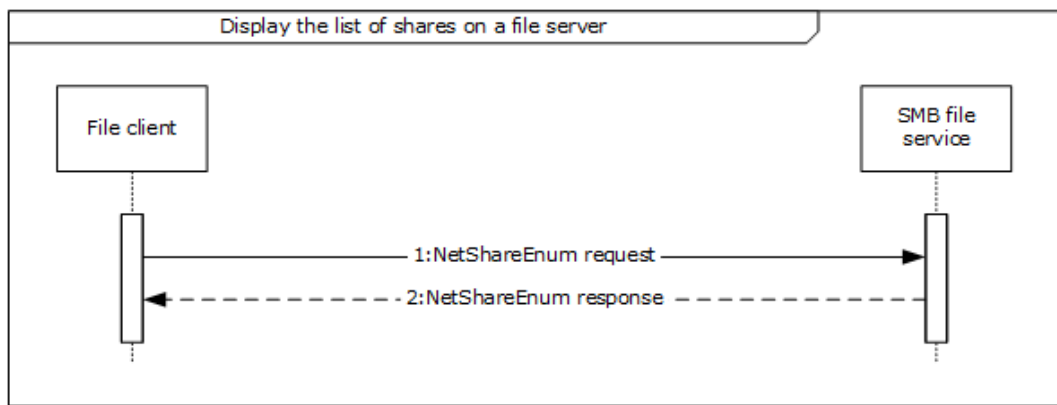 Display the list of shares on a file server
File client
SMB file
service
1:NetShareEnum request
2:NetShareEnum response